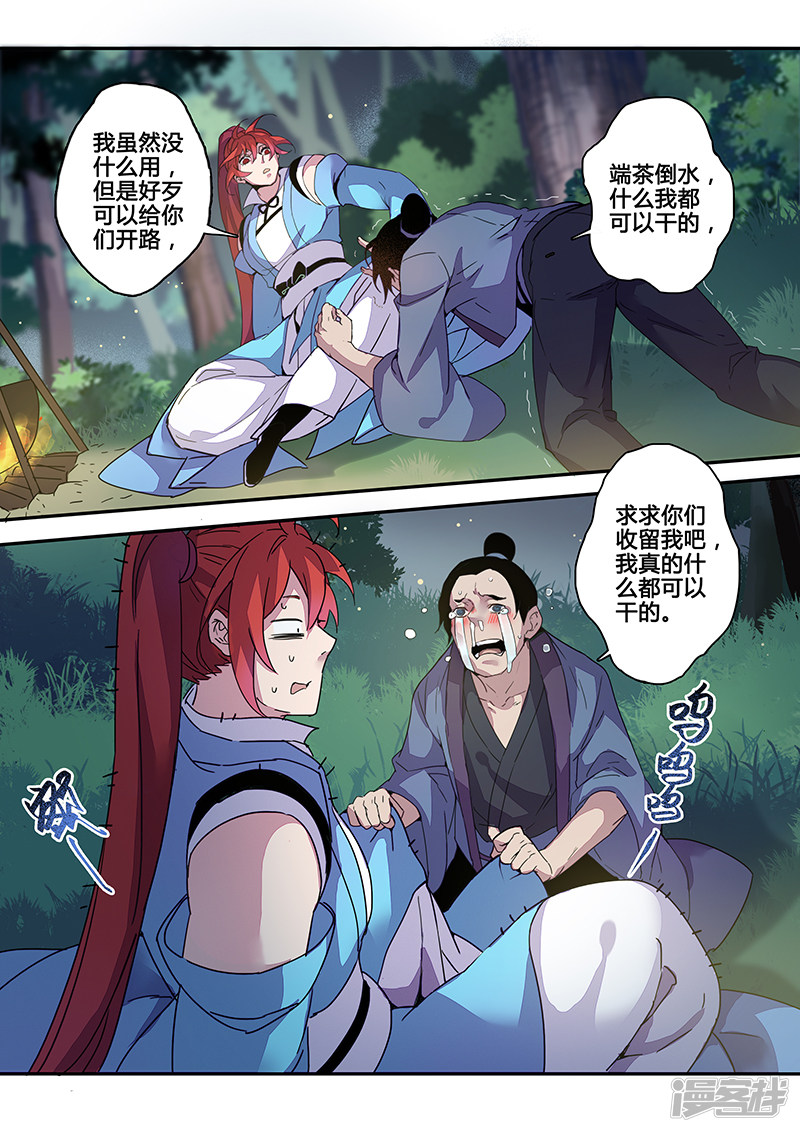 我虽然没
什么用，
但是好歹
可以给你
们开路，
端茶倒水，
什么我都
可以干的，
求求你们
收留我吧，
我真的什
么都可以
干的。
呜
呜
呜
漫客栈